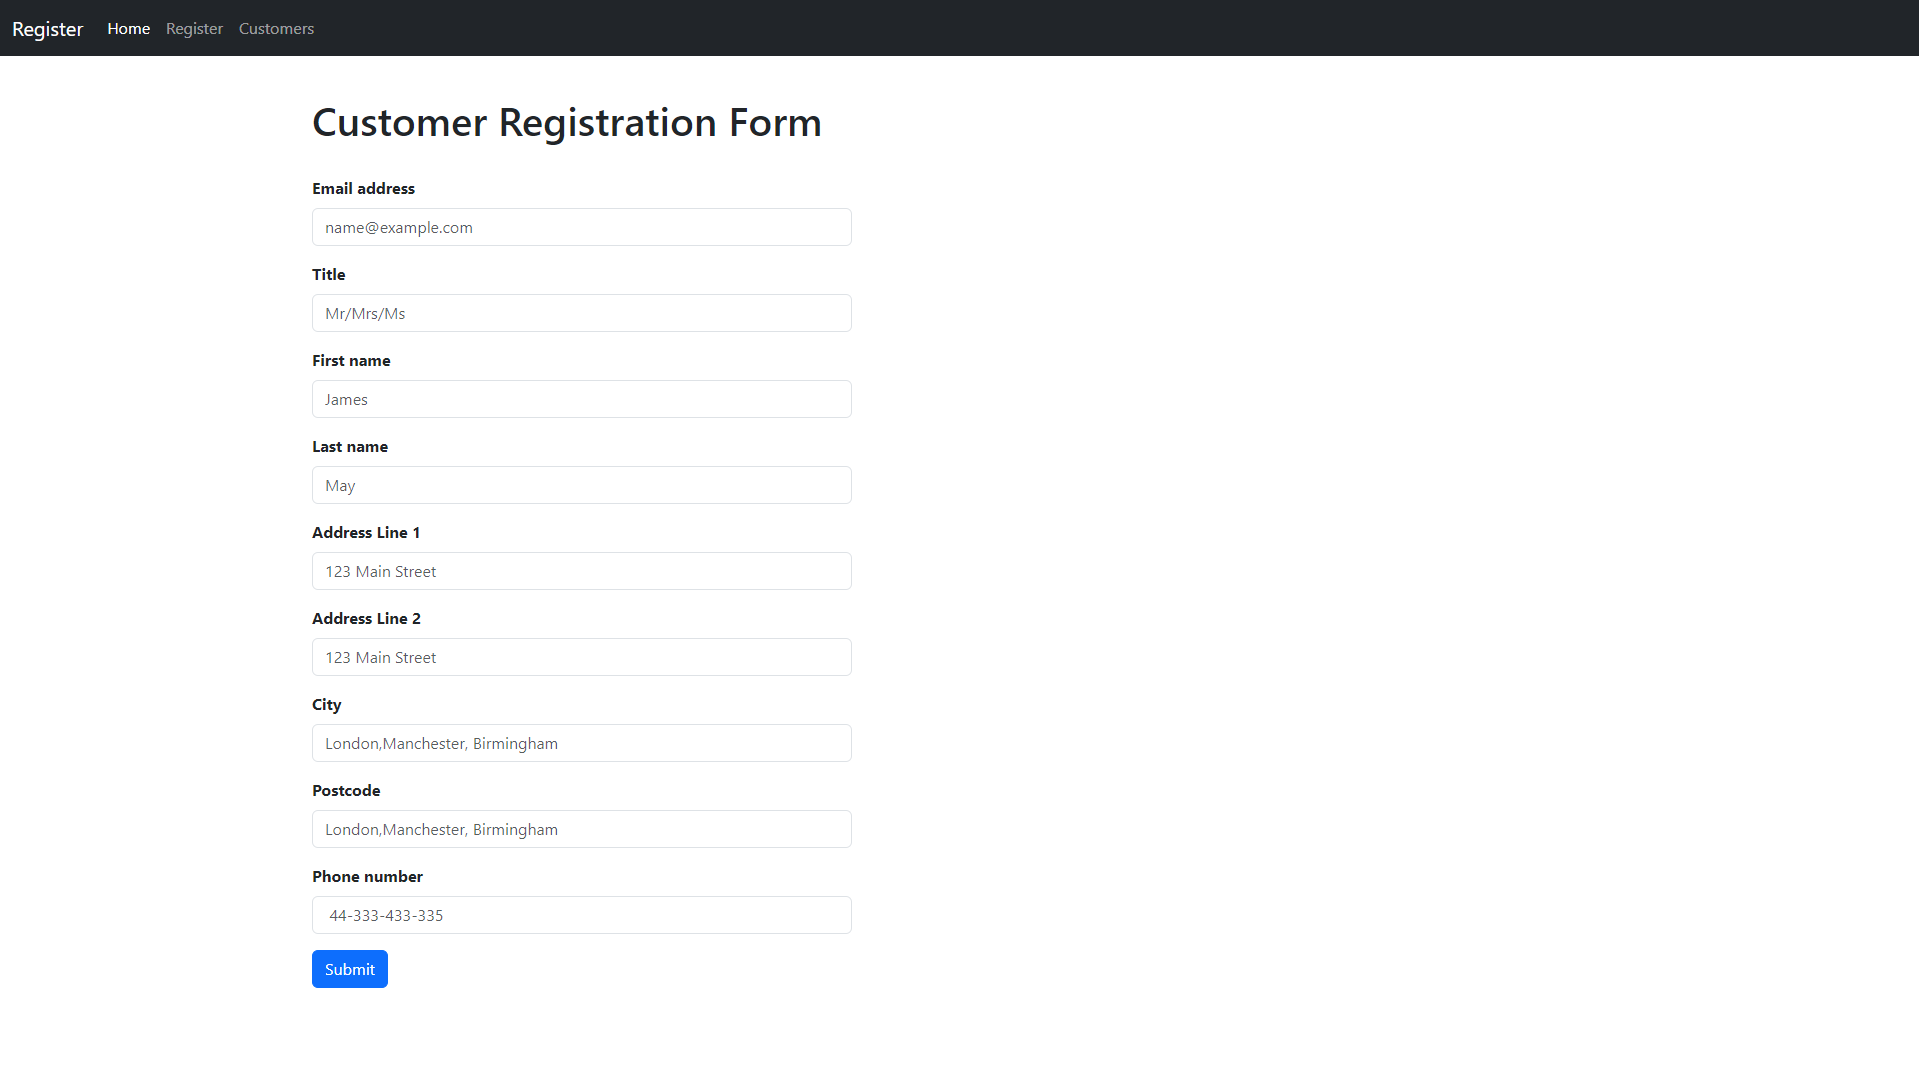 Register Home Register Customers
Customer Registration Form
Email address
name@example.com
Title
Mr/Mrs/Ms
First name
James
Last name
May
Address Line 1
123 Main Street
Address Line 2
123 Main Street
City
London,Manchester, Birmingham
Postcode
London,Manchester, Birmingham
Phone number
44-333-433-335
Submit